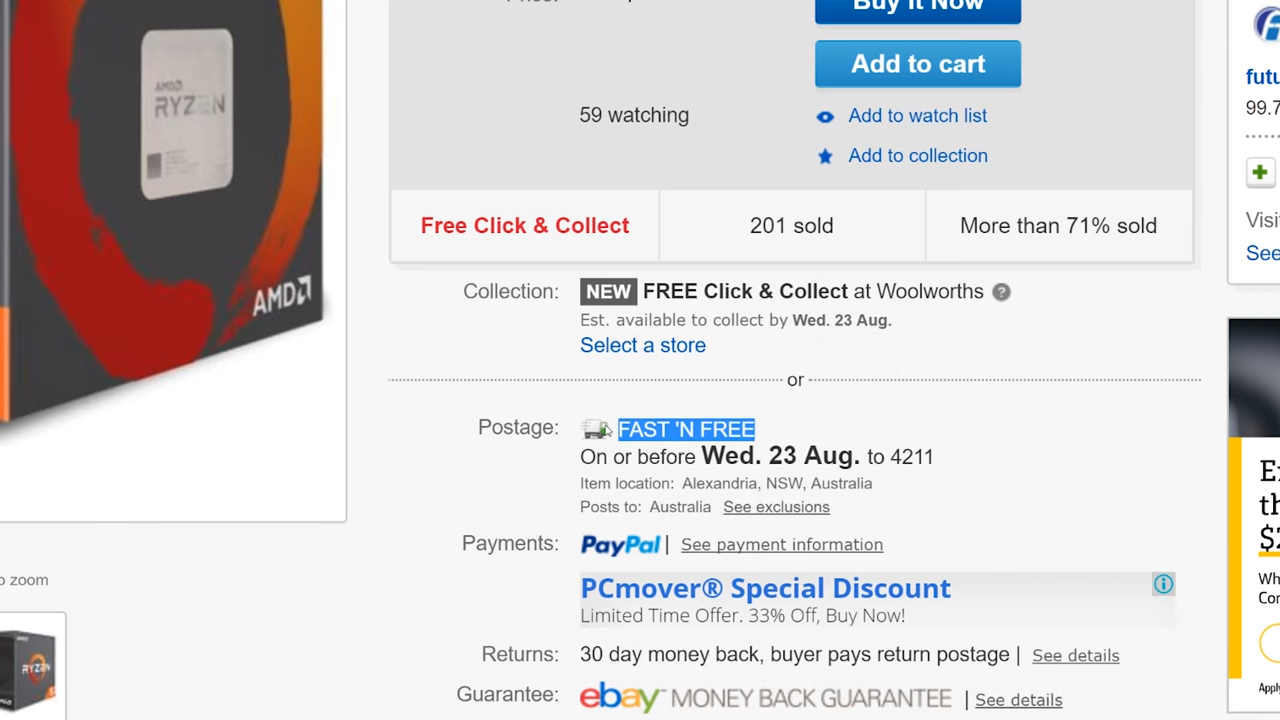 Buy It Now
Add to cart
59 watching
Add to watch list
Add to collection
Free Click & Collect
201 sold
More than 71% sold
Collection: NEW FREE Click & Collect at Woolworths ?
Est. available to collect by Wed. 23 Aug.
Select a store
or
Postage: FAST 'N FREE
On or before Wed. 23 Aug. to 4211
Item location: Alexandria, NSW, Australia
Posts to: Australia See exclusions
Payments: PayPal | See payment information
PCmover® Special Discount
Limited Time Offer. 33% Off, Buy Now!
Returns: 30 day money back, buyer pays return postage | See details
Guarantee: ebay MONEY BACK GUARANTEE | See details
AMD
RYZEN
AMD
zoom
RYZEN
futu
99.7
Visi
See
$2
Appl